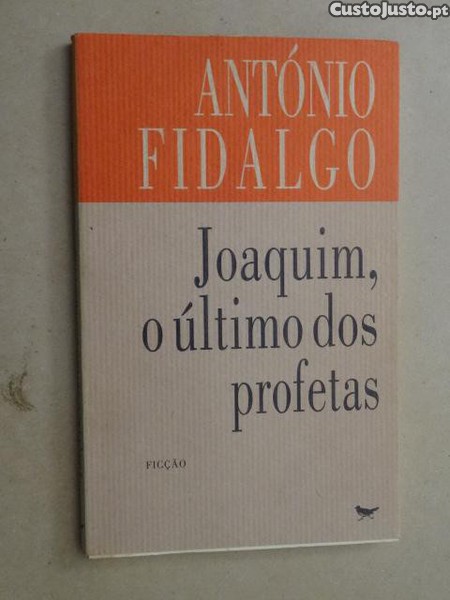 CustoJusto.pt
ANTÓNIO
FIDALGO
Joaquim,
o último dos
profetas
FICÇÃO